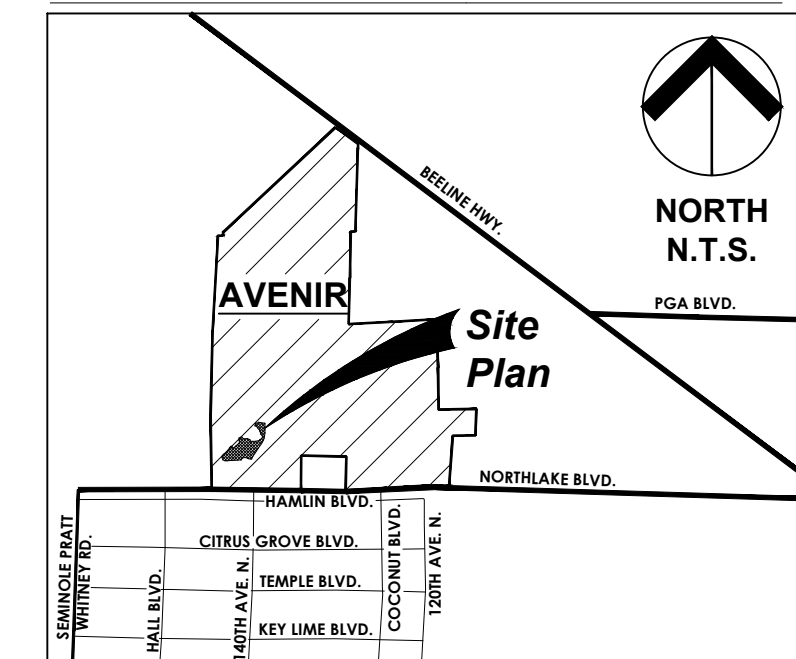 BEELINE HWY.
NORTH
N.T.S.
AVENIR
PGA BLVD.
Site
Plan
NORTHLAKE BLVD.
HAMLIN BLVD.
CITRUS GROVE BLVD.
TEMPLE BLVD.
KEY LIME BLVD.
SEMINOLE PRATT
WHITNEY RD.
HALL BLVD.
140TH AVE. N.
COCONUT BLVD.
120TH AVE. N.